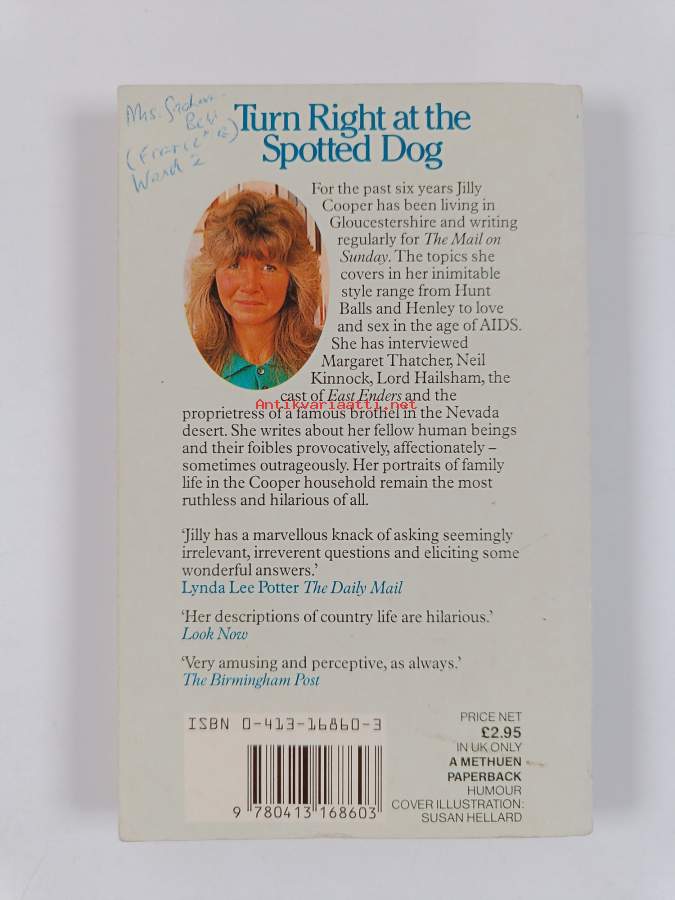 Mrs.
Ward 2
Turn Right at the
Spotted Dog
For the past six years Jilly
Cooper has been living in
Gloucestershire and writing
regularly for The Mail on
Sunday. The topics she
covers in her inimitable
style range from Hunt
Balls and Henley to love
and sex in the age of AIDS.
She has interviewed
Margaret Thatcher, Neil
Kinnock, Lord Hailsham, the
cast of East Enders and the
Antikvariaatti.net
proprietress of a famous brothel in the Nevada
desert. She writes about her fellow human beings
and their foibles provocatively, affectionately –
sometimes outrageously. Her portraits of family
life in the Cooper household remain the most
ruthless and hilarious of all.
‘Jilly has a marvellous knack of asking seemingly
irrelevant, irreverent questions and eliciting some
wonderful answers.’
Lynda Lee Potter The Daily Mail
‘Her descriptions of country life are hilarious.’
Look Now
‘Very amusing and perceptive, as always.’
The Birmingham Post
ISBN 0-413-16860-3
9 780413 168603
PRICE NET
£2.95
IN UK ONLY
A METHUEN
PAPERBACK
HUMOUR
COVER ILLUSTRATION:
SUSAN HELLARD